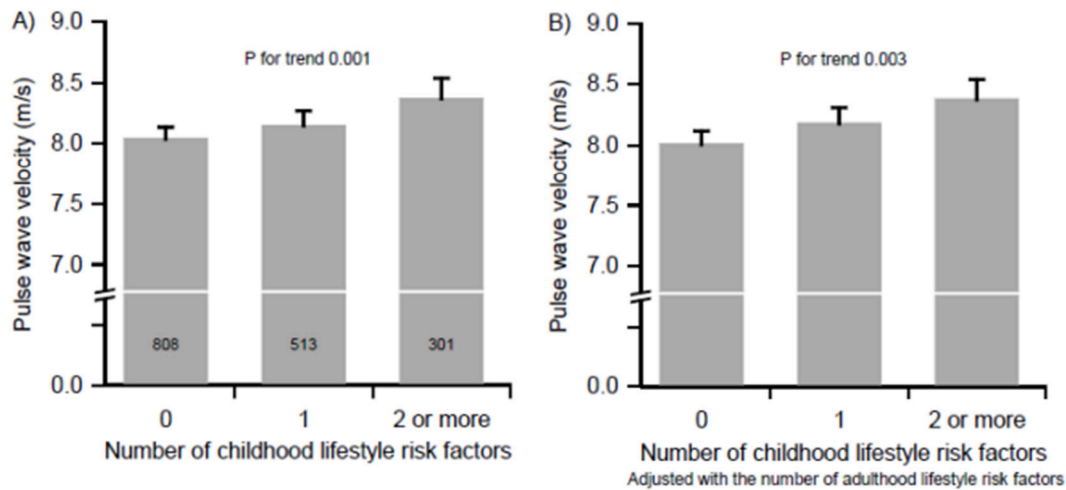 A)
P for trend 0.001
Pulse wave velocity (m/s)
9.0
8.5
8.0
7.5
7.0
0.0
808
513
301
0
1
2 or more
Number of childhood lifestyle risk factors
B)
P for trend 0.003
Pulse wave velocity (m/s)
9.0
8.5
8.0
7.5
7.0
0.0
0
1
2 or more
Number of childhood lifestyle risk factors
Adjusted with the number of adulthood lifestyle risk factors